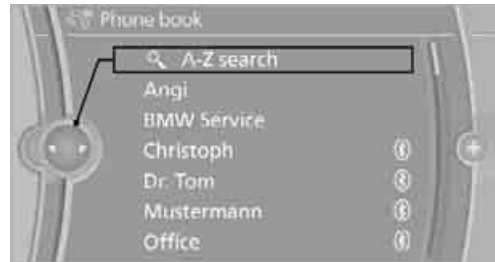 Phone book
A-Z search
Angi
BMW Service
Christoph
Dr. Tom
Mustermann
Office